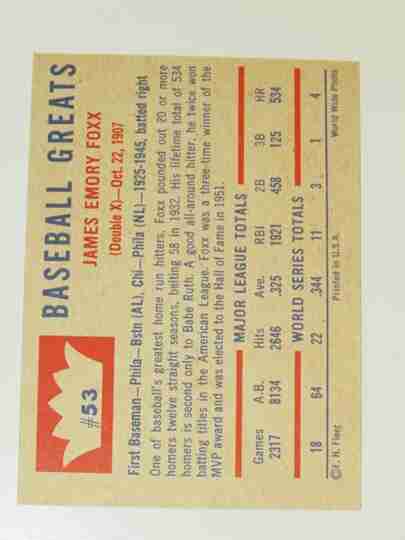 #53
BASEBALL GREATS
JAMES EMORY FOXX
(Double X)—Oct. 22, 1907
First Baseman—Phila—Bstn (AL), Chi—Phila (NL)—1925-1945, batted right
One of baseball's greatest home run hitters, Foxx pounded out 20 or more
homers twelve straight seasons, belting 58 in 1932. His lifetime total of 534
homers is second only to Babe Ruth. A good all-around hitter, he twice won
batting titles in the American League. Foxx was a three-time winner of the
MVP award and was elected to the Hall of Fame in 1951.
MAJOR LEAGUE TOTALS
Games A.B. Hits Ave. RBI 2B 3B HR
2317 8134 2646 .325 1921 458 125 534
WORLD SERIES TOTALS
18 64 22 .344 11 3 1 4
©F. H. Fleer Printed in U.S.A. World Wide Photo